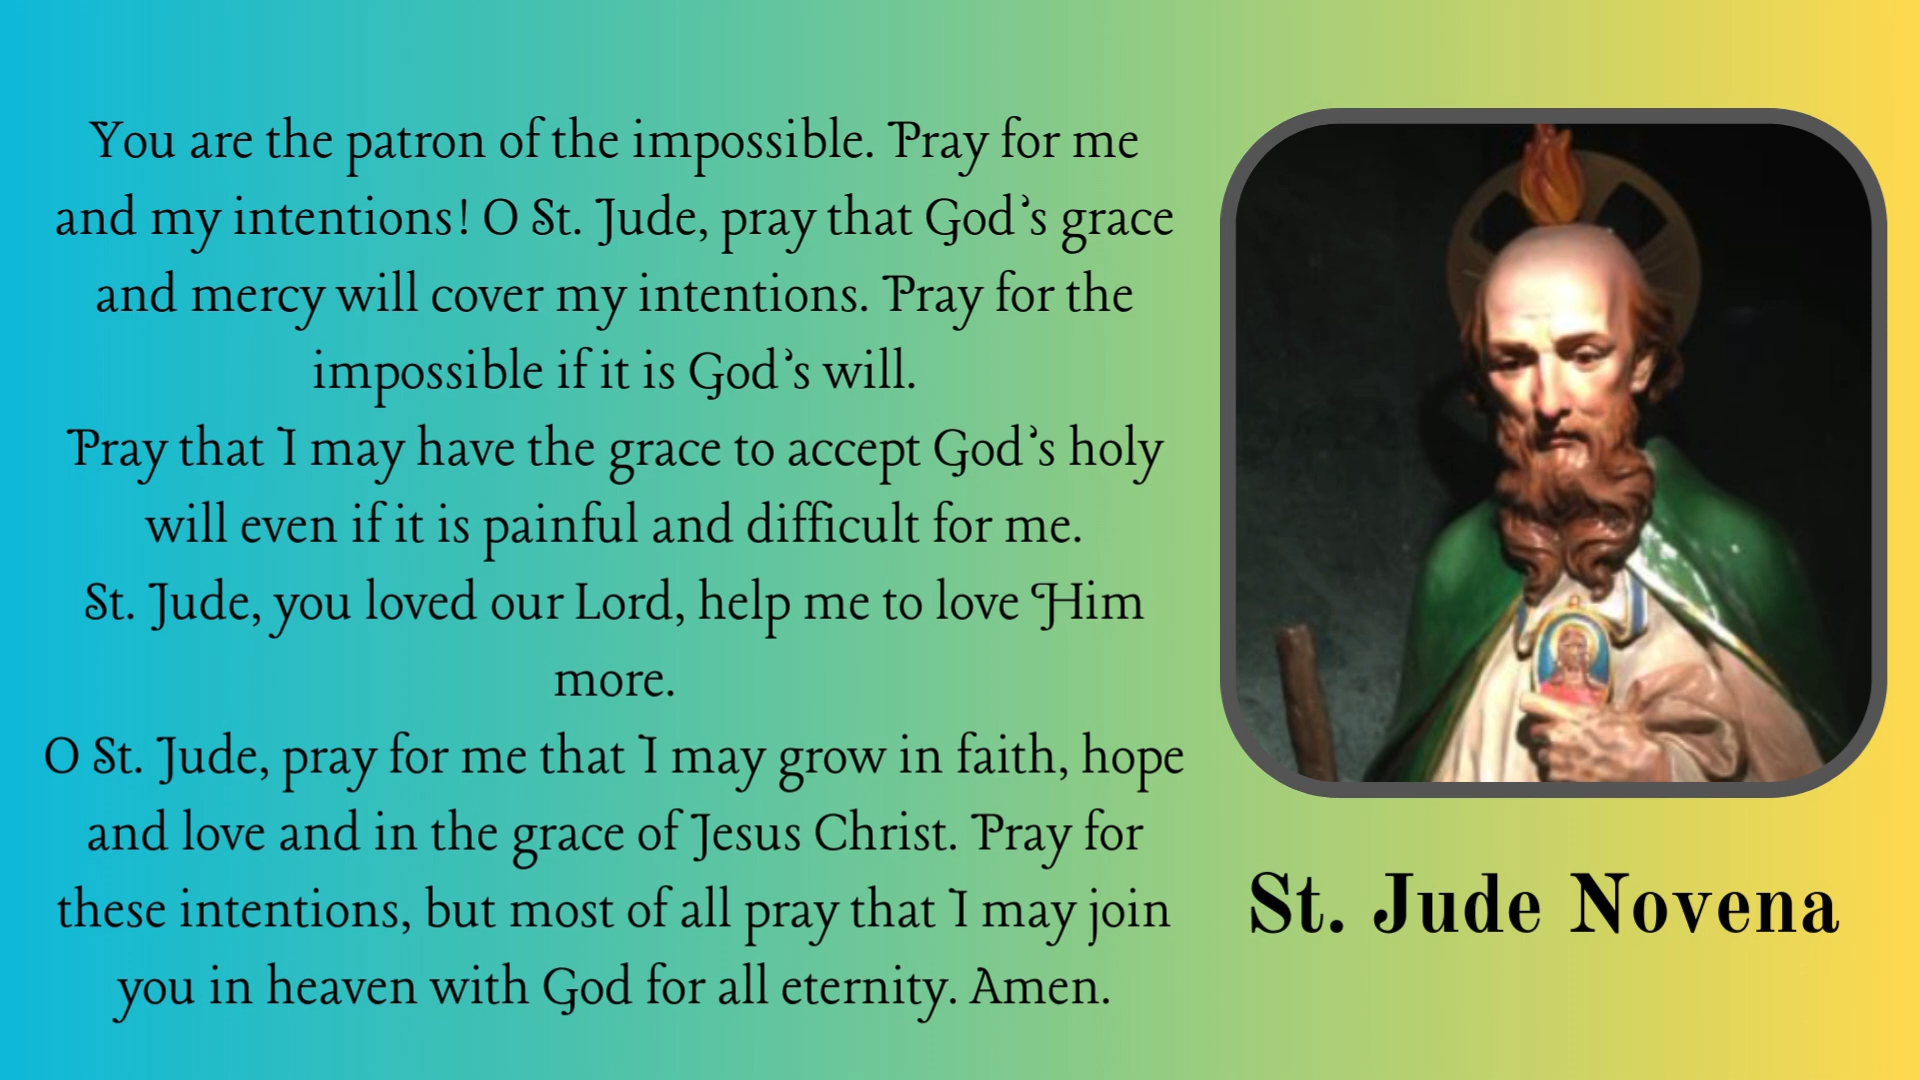 You are the patron of the impossible. Pray for me
and my intentions! O St. Jude, pray that God's grace
and mercy will cover my intentions. Pray for the
impossible if it is God's will.
Pray that I may have the grace to accept God's holy
will even if it is painful and difficult for me.
St. Jude, you loved our Lord, help me to love Him
more.
O St. Jude, pray for me that I may grow in faith, hope
and love and in the grace of Jesus Christ. Pray for
these intentions, but most of all pray that I may join
you in heaven with God for all eternity. Amen.
St. Jude Novena